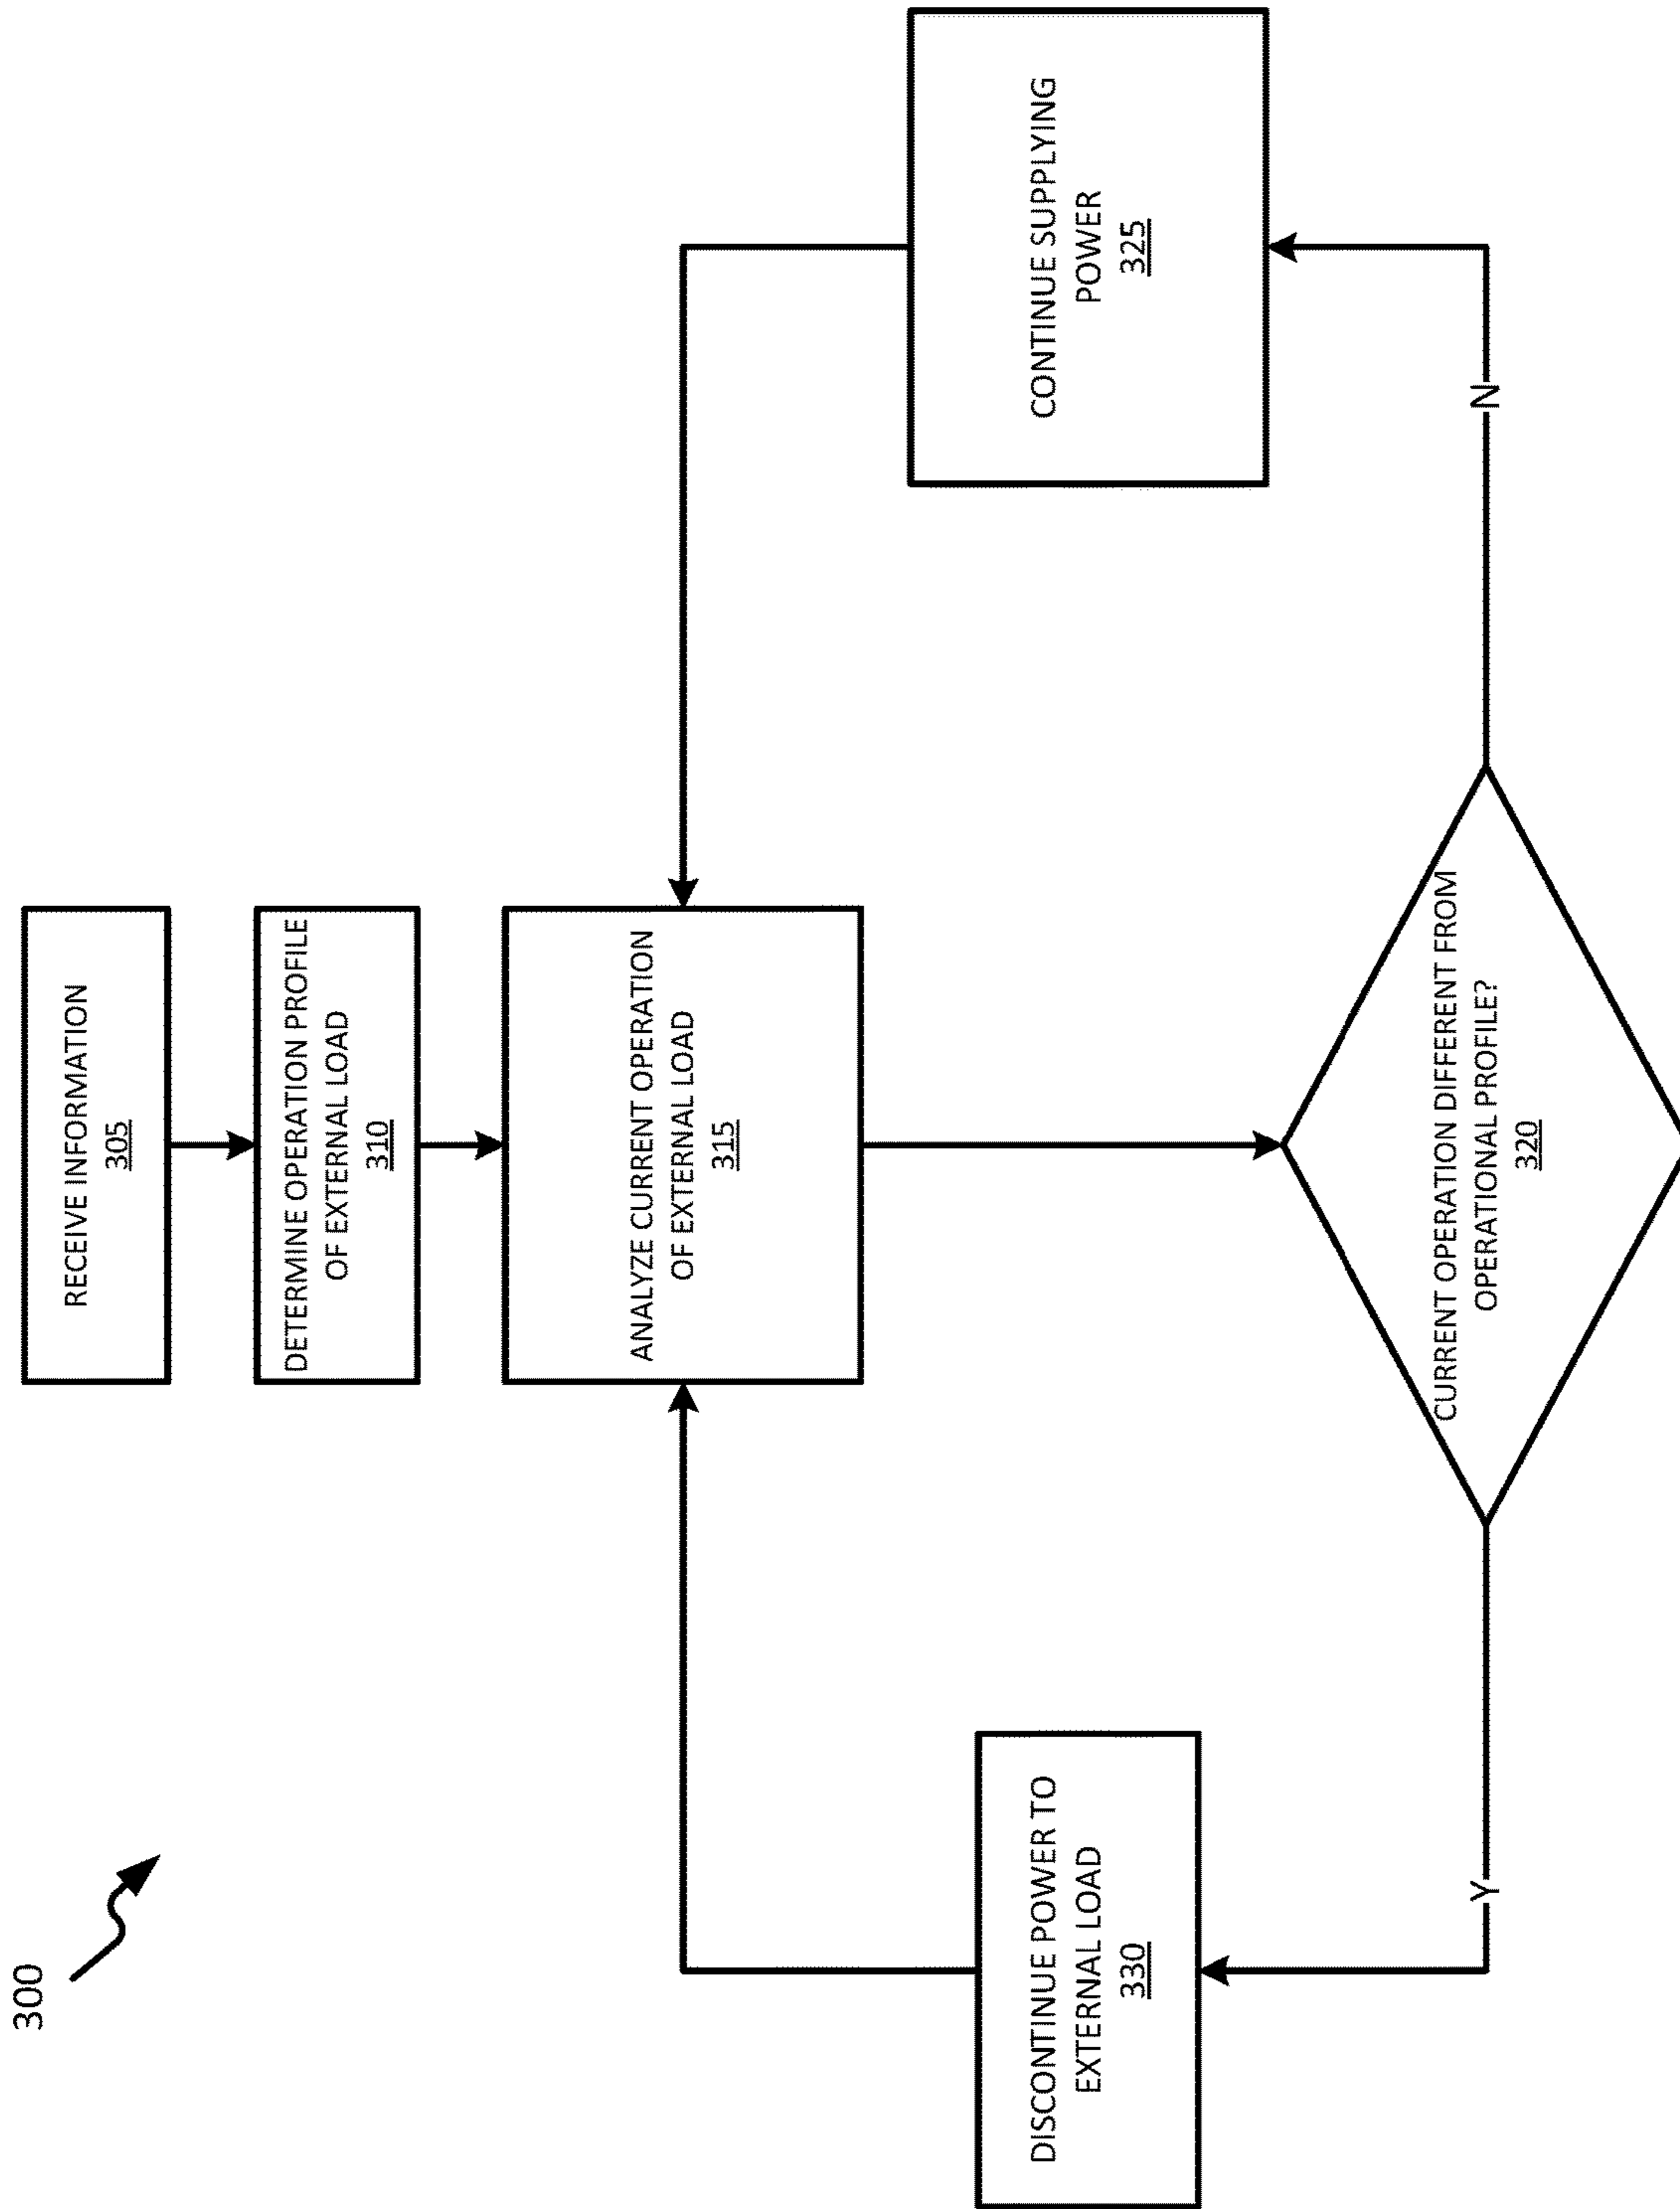 300
RECEIVE INFORMATION
305
DETERMINE OPERATION PROFILE
OF EXTERNAL LOAD
310
ANALYZE CURRENT OPERATION
OF EXTERNAL LOAD
315
CURRENT OPERATION DIFFERENT FROM
OPERATIONAL PROFILE?
320
Y
N
DISCONTINUE POWER TO
EXTERNAL LOAD
330
CONTINUE SUPPLYING
POWER
325